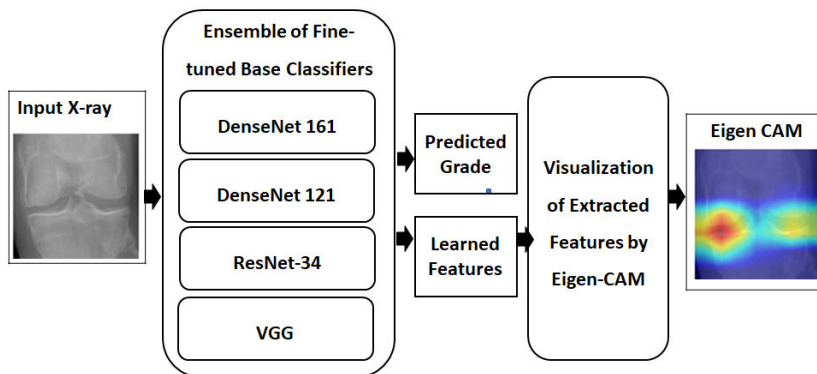 Input X-ray
Ensemble of Fine-
tuned Base Classifiers
DenseNet 161
DenseNet 121
ResNet-34
VGG
Predicted
Grade
Learned
Features
Visualization
of Extracted
Features by
Eigen-CAM
Eigen CAM